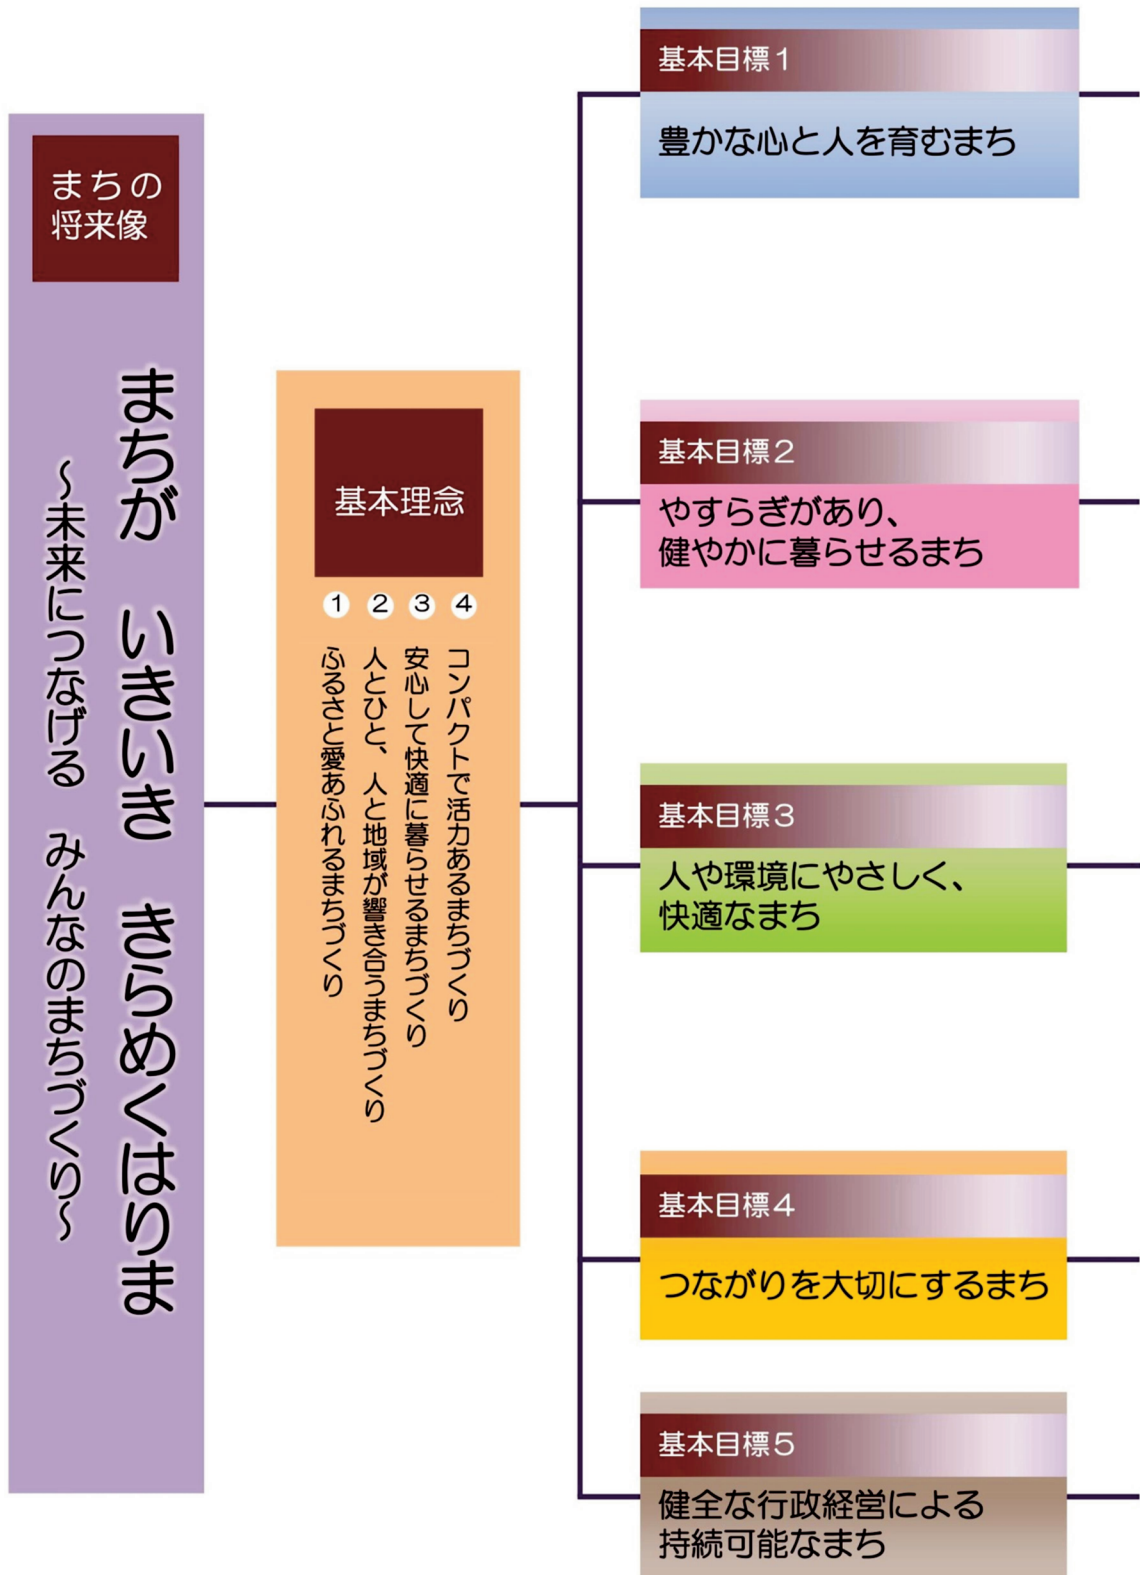 まちの
将来像
まちが　いきいき　きらめくはりま
～未来につなげる　みんなのまちづくり～
基本理念
① ふるさと愛あふれるまちづくり
② 人とひと、人と地域が響き合うまちづくり
③ 安心して快適に暮らせるまちづくり
④ コンパクトで活力あるまちづくり
基本目標1
豊かな心と人を育むまち
基本目標2
やすらぎがあり、
健やかに暮らせるまち
基本目標3
人や環境にやさしく、
快適なまち
基本目標4
つながりを大切にするまち
基本目標5
健全な行政経営による
持続可能なまち